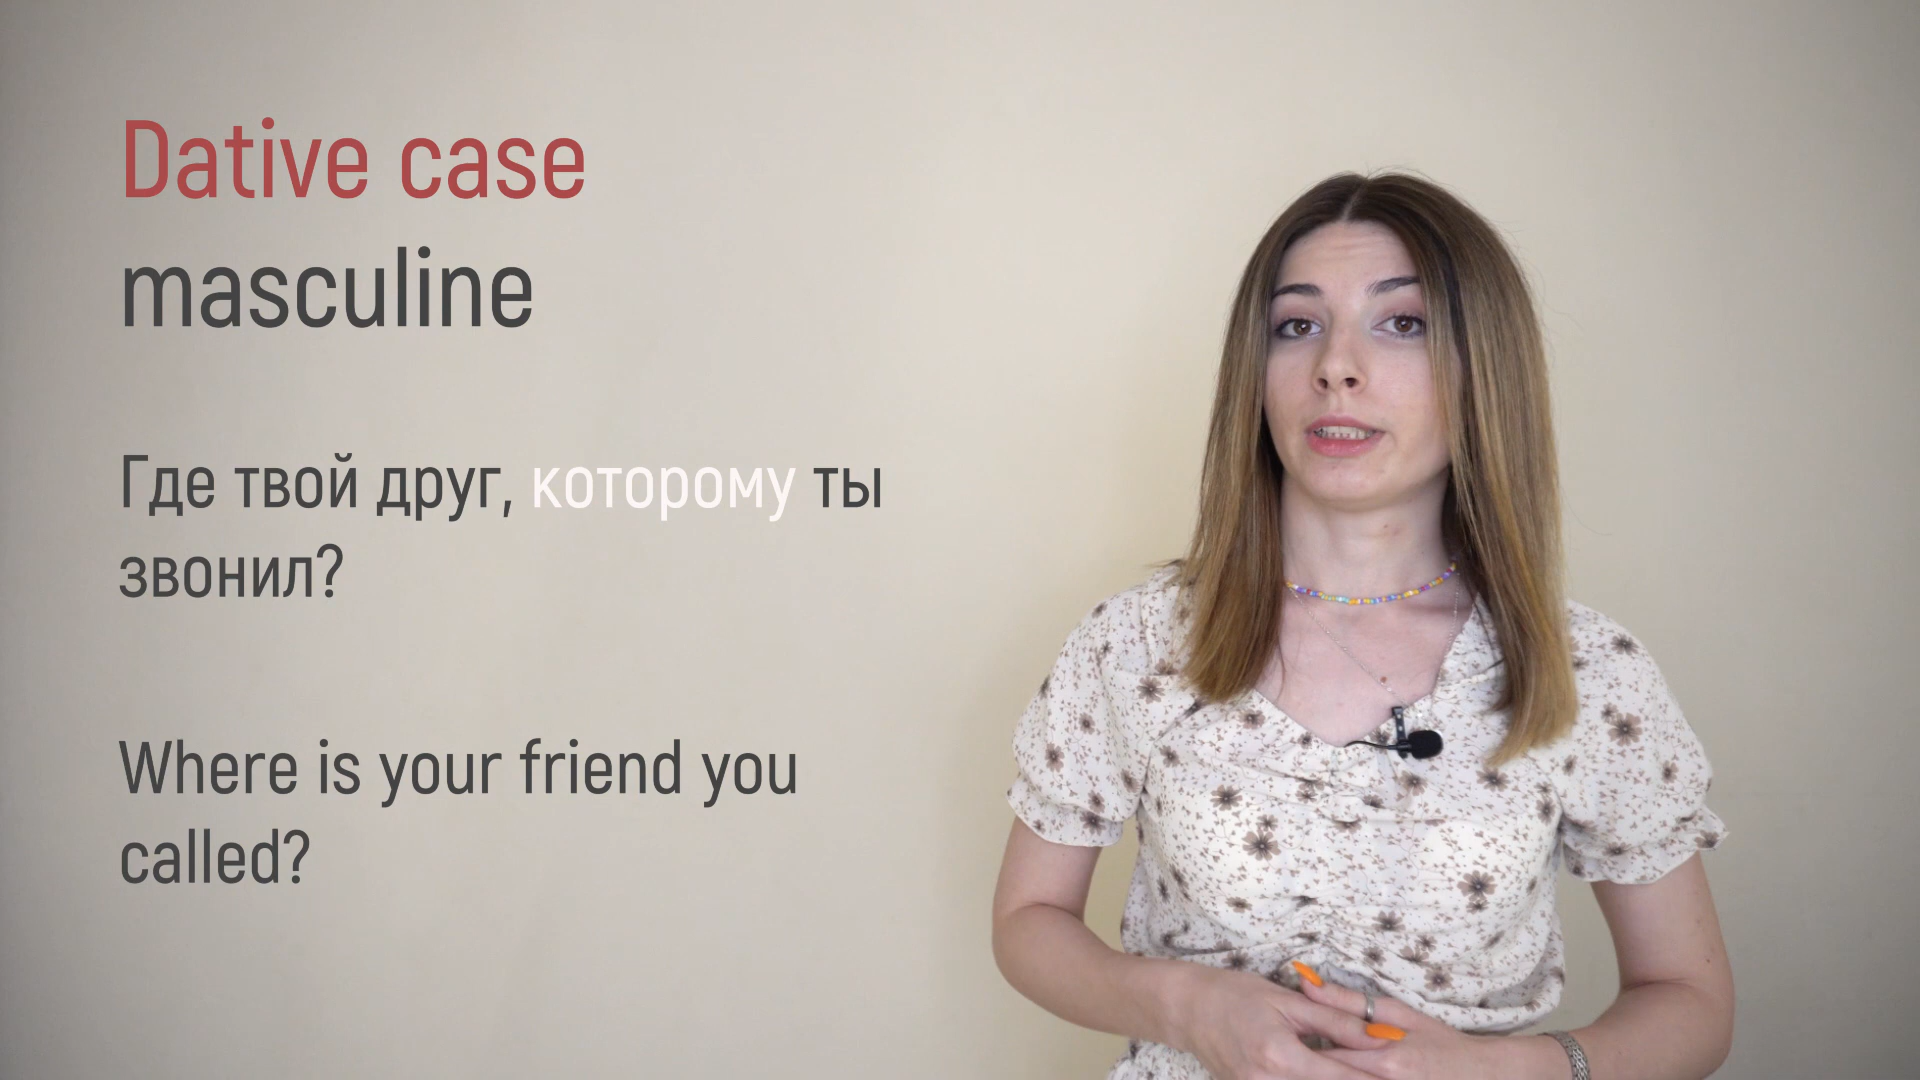 Dative case
masculine
Где твой друг, которому ты
звонил?
Where is your friend you
called?